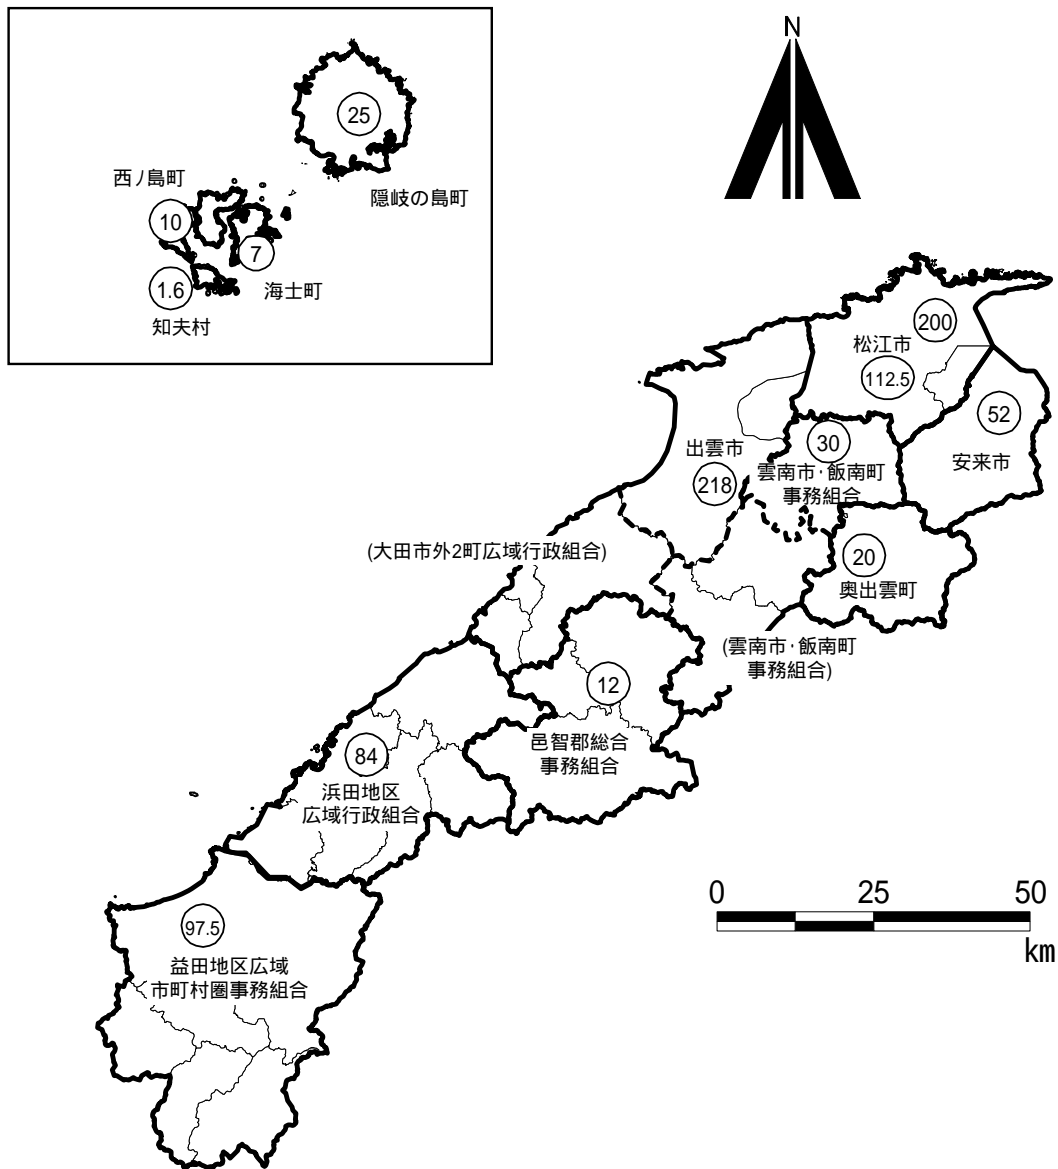 N
25
西ノ島町
隠岐の島町
10
7
1.6
海士町
知夫村
200
松江市
112.5
52
安来市
出雲市
30
218
雲南市・飯南町
事務組合
(大田市外2町広域行政組合)
20
奥出雲町
(雲南市・飯南町
事務組合)
12
邑智郡総合
事務組合
84
浜田地区
広域行政組合
0 25 50
km
97.5
益田地区広域
市町村圏事務組合